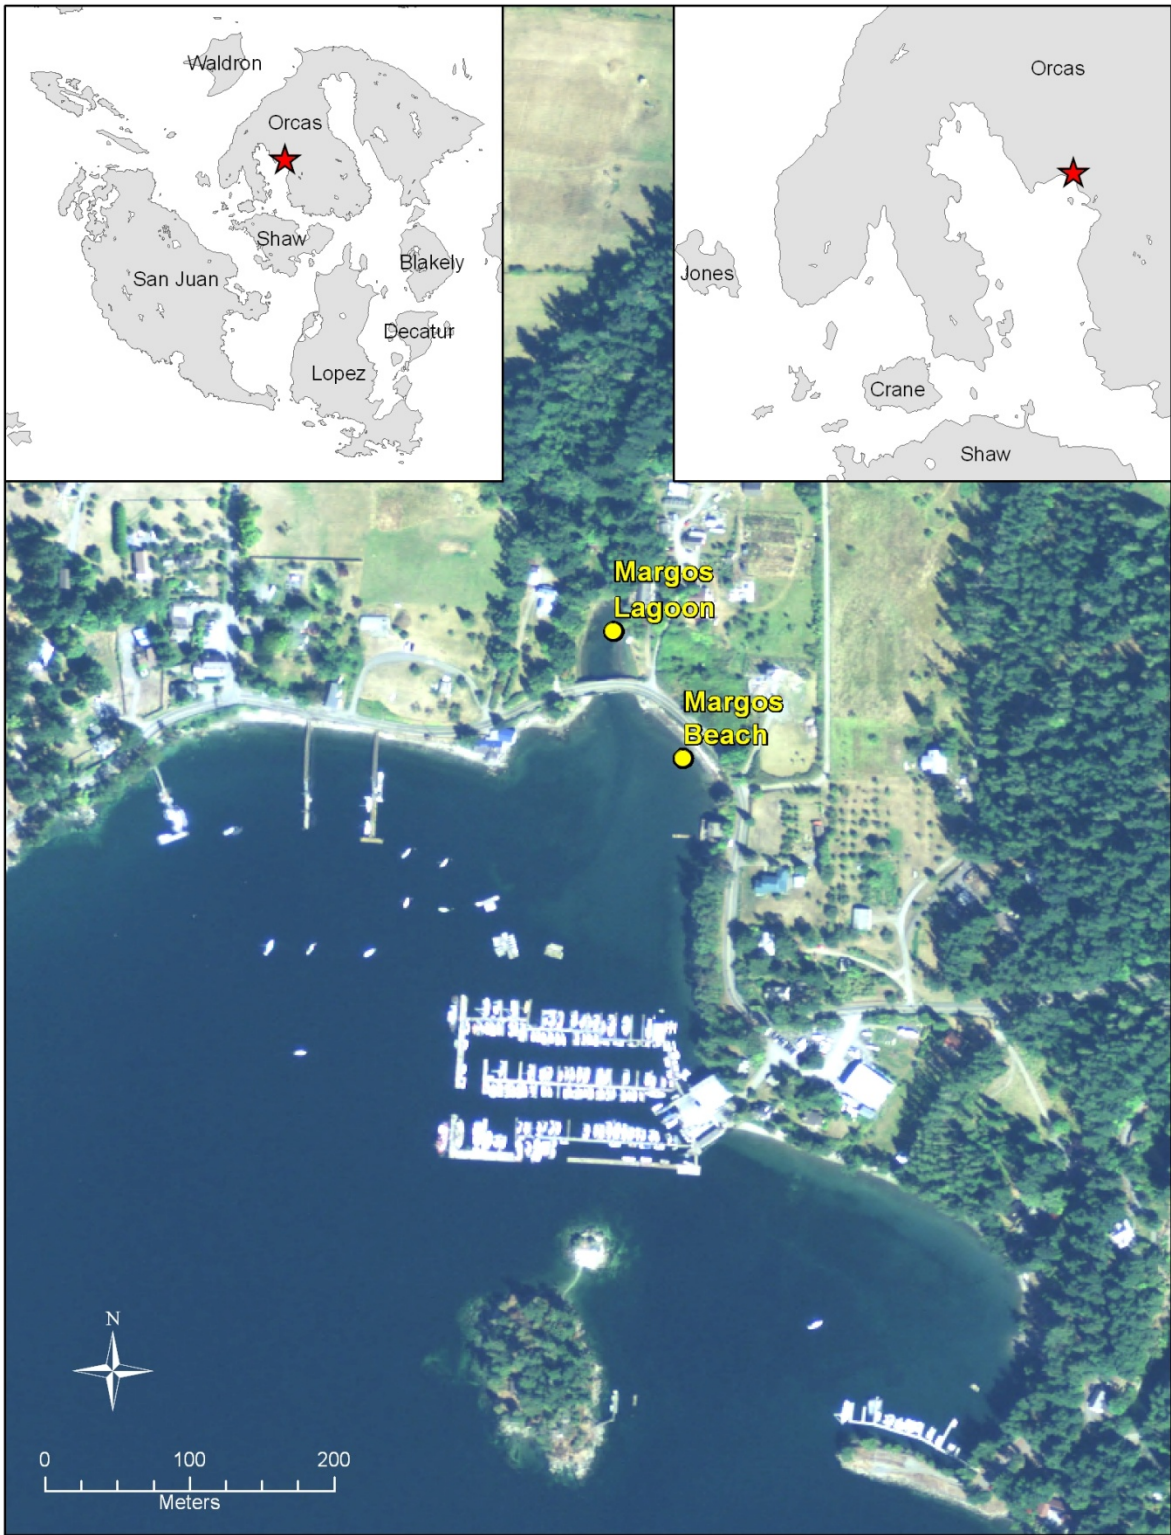 Waldron
Orcas
Shaw
San Juan
Blakely
Decatur
Lopez
Orcas
Jones
Crane
Shaw
Margos
Lagoon
Margos
Beach
N
0 100 200
Meters